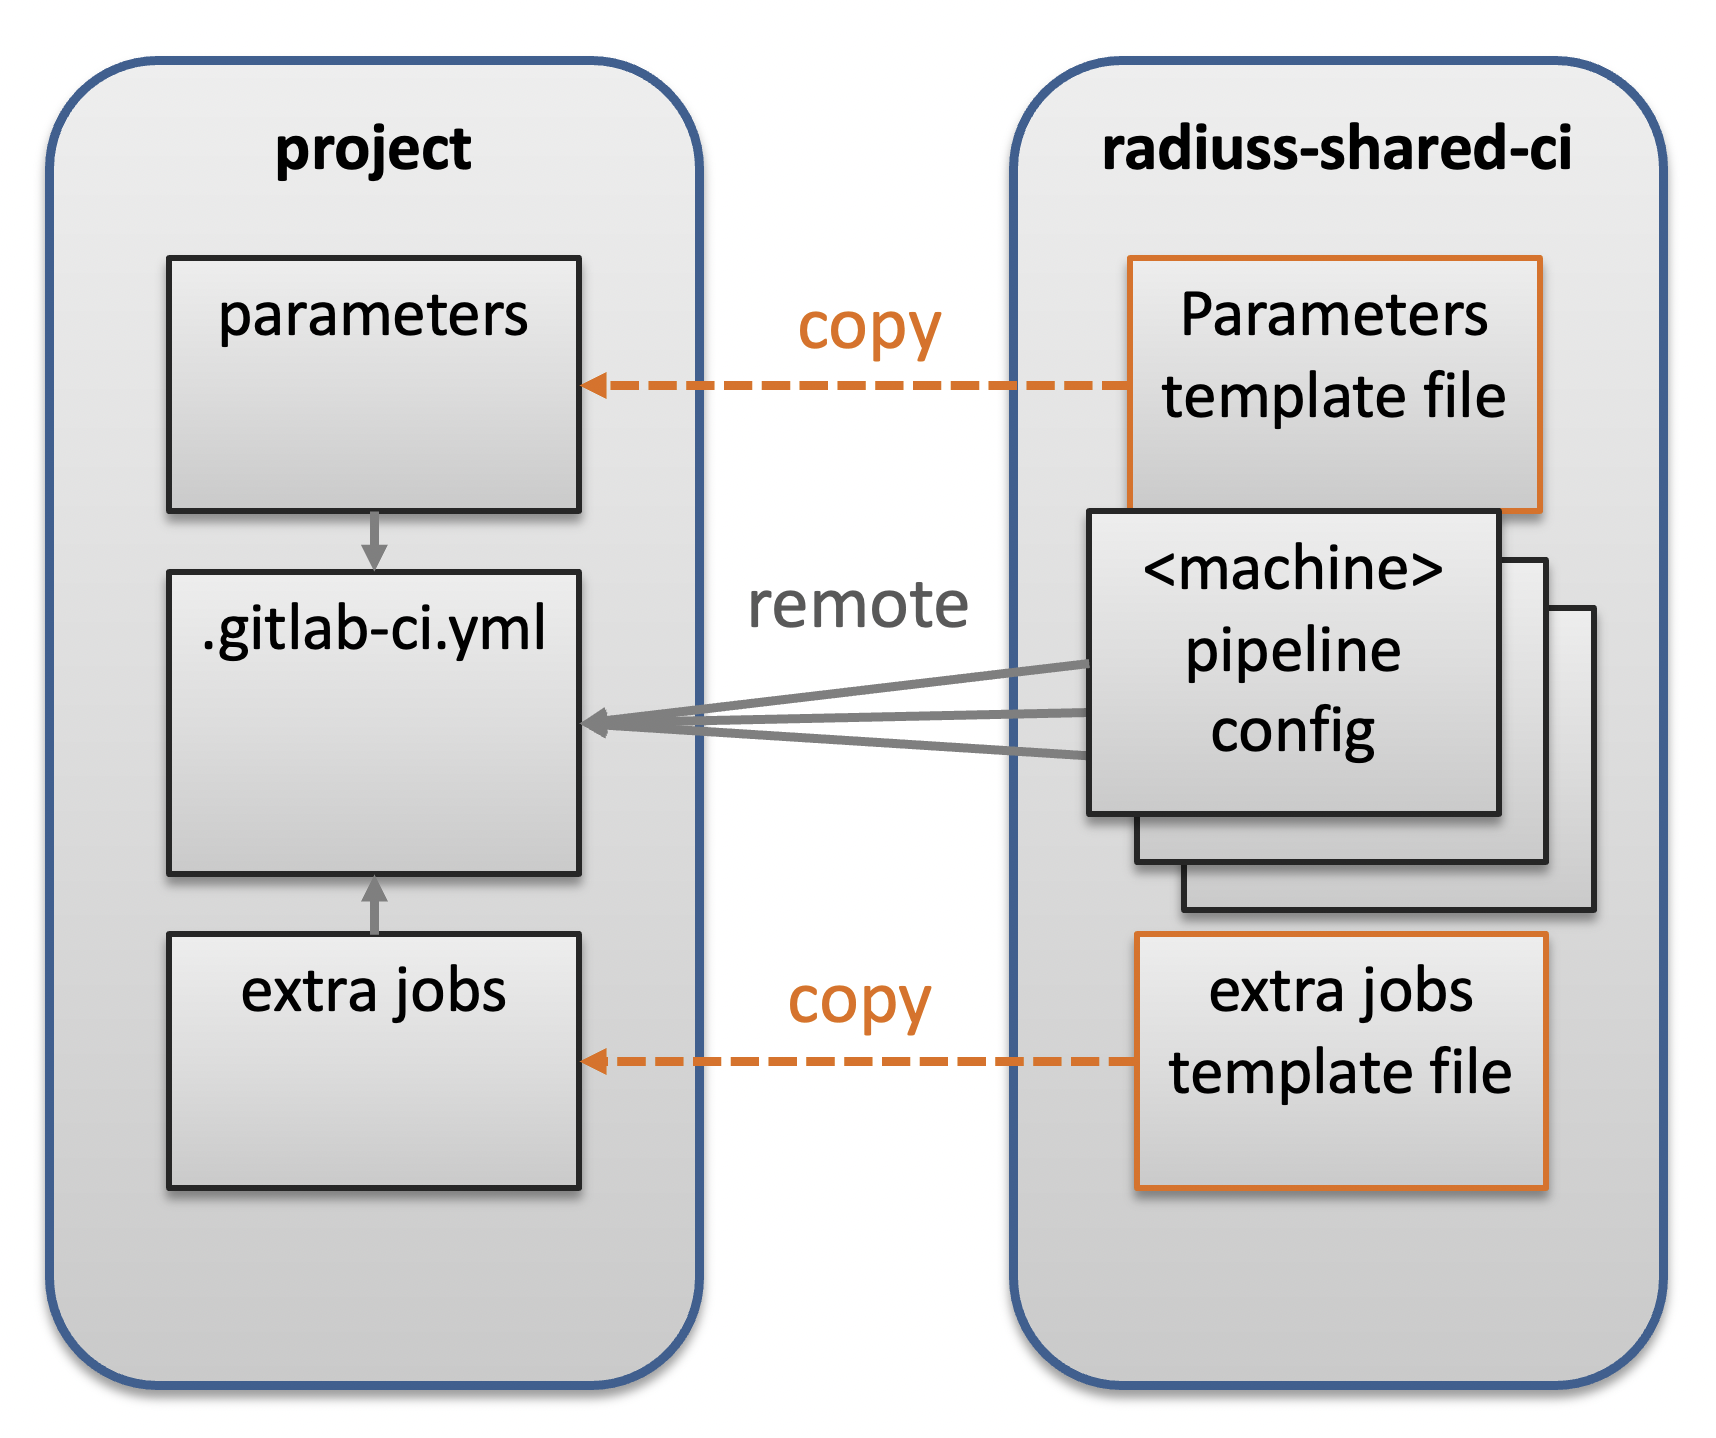 project
parameters
.gitlab-ci.yml
extra jobs
copy
remote
copy
radiuss-shared-ci
Parameters
template file
<machine>
pipeline
config
extra jobs
template file